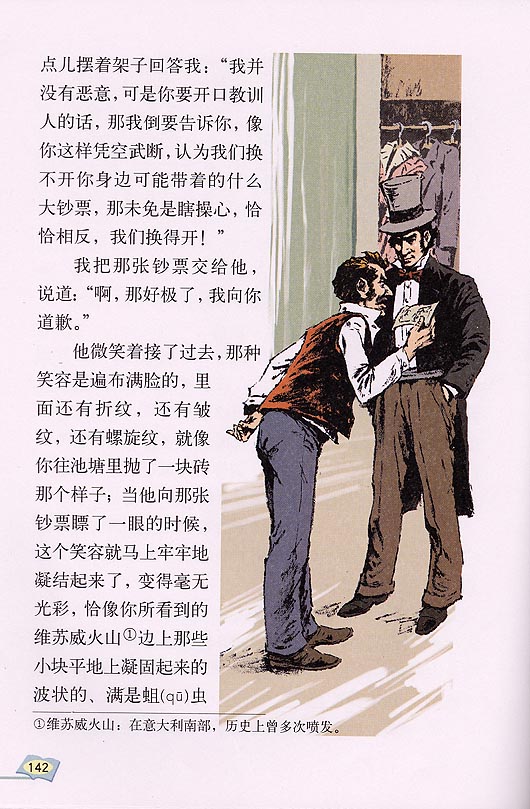 点儿摆着架子回答我：“我并
没有恶意，可是你要开口教训
人的话，那我倒要告诉你，像
你这样凭空武断，认为我们换
不开你身边可能带着的什么
大钞票，那未免是瞎操心，恰
恰相反，我们换得开！”
我把那张钞票交给他，
说道：“啊，那好极了，我向你
道歉。”
他微笑着接了过去，那种
笑容是遍布满脸的，里
面还有折纹，还有皱
纹，还有螺旋纹，就像
你往池塘里抛了一块砖
那个样子；当他向那张
钞票瞟了一眼的时候，
这个笑容就马上牢牢地
凝结起来了，变得毫无
光彩，恰像你所看到的
维苏威火山①边上那些
小块平地上凝固起来的
波状的、满是蛆(qū)虫
①维苏威火山：在意大利南部，历史上曾多次喷发。
142